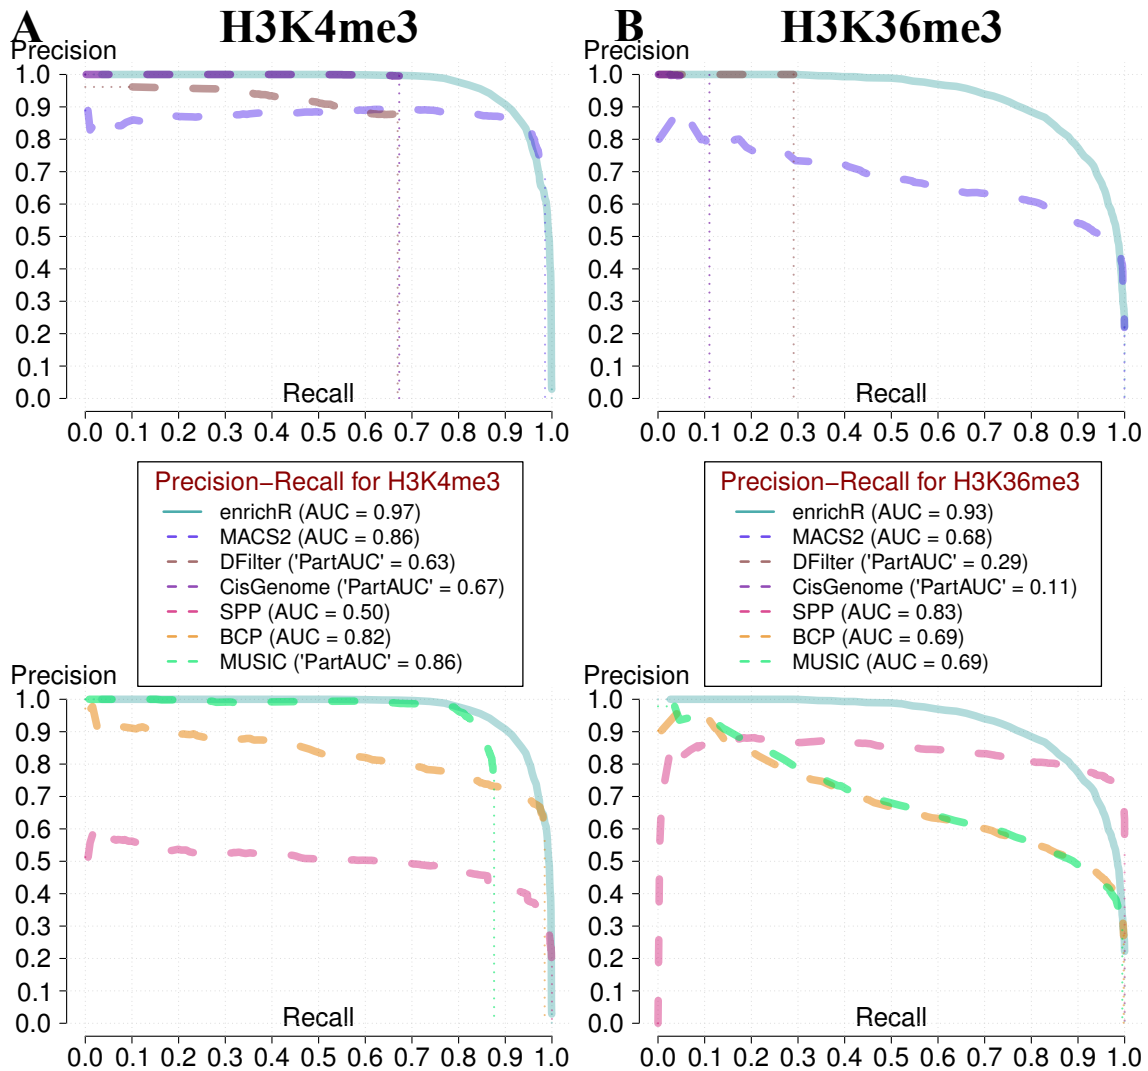 A H3K4me3
B H3K36me3
Precision
Precision
1.0
0.9
0.8
0.7
0.6
0.5
0.4
0.3
0.2
0.1
0.0
Recall
0.0 0.1 0.2 0.3 0.4 0.5 0.6 0.7 0.8 0.9 1.0
1.0
0.9
0.8
0.7
0.6
0.5
0.4
0.3
0.2
0.1
0.0
Recall
0.0 0.1 0.2 0.3 0.4 0.5 0.6 0.7 0.8 0.9 1.0
Precision−Recall for H3K4me3
enrichR (AUC = 0.97)
MACS2 (AUC = 0.86)
DFilter ('PartAUC' = 0.63)
CisGenome ('PartAUC' = 0.67)
SPP (AUC = 0.50)
BCP (AUC = 0.82)
MUSIC ('PartAUC' = 0.86)
Precision−Recall for H3K36me3
enrichR (AUC = 0.93)
MACS2 (AUC = 0.68)
DFilter ('PartAUC' = 0.29)
CisGenome ('PartAUC' = 0.11)
SPP (AUC = 0.83)
BCP (AUC = 0.69)
MUSIC (AUC = 0.69)
Precision
1.0
0.9
0.8
0.7
0.6
0.5
0.4
0.3
0.2
0.1
0.0
Recall
0.0 0.1 0.2 0.3 0.4 0.5 0.6 0.7 0.8 0.9 1.0
Precision
1.0
0.9
0.8
0.7
0.6
0.5
0.4
0.3
0.2
0.1
0.0
Recall
0.0 0.1 0.2 0.3 0.4 0.5 0.6 0.7 0.8 0.9 1.0